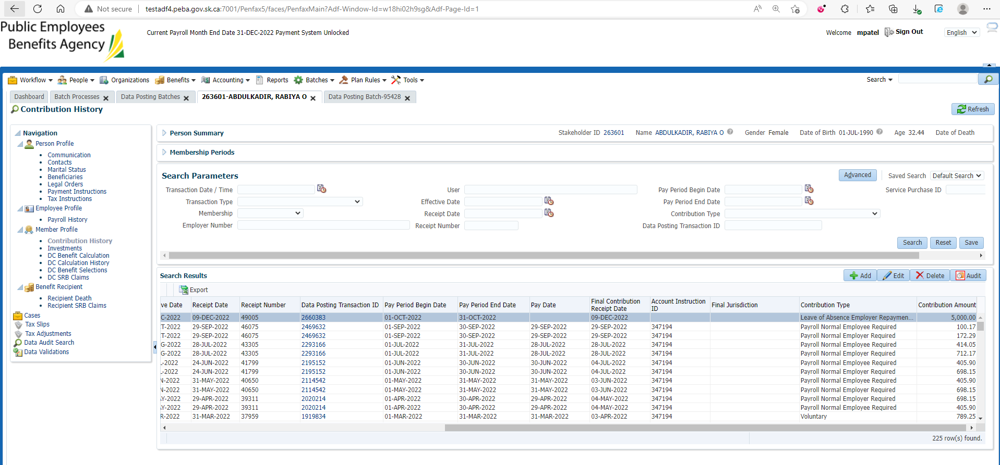 Not secure | testadf4.peba.gov.sk.ca:7001/Penfax5/faces/PenfaxMain?Adf-Window-Id=w18hi02h9sg&Adf-Page-Id=1
Public Employees
Benefits Agency
Current Payroll Month End Date 31-DEC-2022 Payment System Unlocked
Welcome mpatel Sign Out English
Workflow People Organizations Benefits Accounting Reports Batches Plan Rules Tools Search
Dashboard Batch Processes Data Posting Batches 263601-ABDULKADIR, RABIYA O Data Posting Batch-95428
Contribution History
Refresh
Navigation
Person Profile
Communication
Contacts
Marital Status
Beneficiaries
Legal Orders
Payment Instructions
Tax Instructions
Employee Profile
Payroll History
Member Profile
Contribution History
Investments
DC Benefit Calculation
DC Calculation History
DC Benefit Selections
DC SRB Claims
Benefit Recipient
Recipient Death
Recipient SRB Claims
Cases
Tax Slips
Tax Adjustments
Data Audit Search
Data Validations
Person Summary Stakeholder ID 263601 Name ABDULKADIR, RABIYA O Gender Female Date of Birth 01-JUL-1990 Age 32.44 Date of Death
Membership Periods
Search Parameters Advanced Saved Search Default Search
Transaction Date / Time User Pay Period Begin Date Service Purchase ID
Transaction Type Effective Date Pay Period End Date
Membership Receipt Date Contribution Type
Employer Number Receipt Number Data Posting Transaction ID
Search Reset Save
Search Results Add Edit Delete Audit
Export
ve Date Receipt Date Receipt Number Data Posting Transaction ID Pay Period Begin Date Pay Period End Date Pay Date Final Contribution Receipt Date Account Instruction ID Final Jurisdiction Contribution Type Contribution Amount
C-2022 09-DEC-2022 49005 2660383 01-OCT-2022 31-OCT-2022 09-DEC-2022 Leave of Absence Employer Repaymen... 5,000.00
T-2022 29-SEP-2022 46075 2469632 01-SEP-2022 30-SEP-2022 29-SEP-2022 29-SEP-2022 347194 Payroll Normal Employee Required 100.17
T-2022 29-SEP-2022 46075 2469632 01-SEP-2022 30-SEP-2022 29-SEP-2022 29-SEP-2022 347194 Payroll Normal Employer Required 172.29
G-2022 28-JUL-2022 43305 2293166 01-JUL-2022 31-JUL-2022 28-JUL-2022 28-JUL-2022 347194 Payroll Normal Employee Required 414.05
G-2022 28-JUL-2022 43305 2293166 01-JUL-2022 31-JUL-2022 28-JUL-2022 28-JUL-2022 347194 Payroll Normal Employer Required 712.17
L-2022 24-JUN-2022 41799 2195152 01-JUN-2022 30-JUN-2022 30-JUN-2022 04-JUL-2022 347194 Payroll Normal Employee Required 405.90
L-2022 24-JUN-2022 41799 2195152 01-JUN-2022 30-JUN-2022 30-JUN-2022 04-JUL-2022 347194 Payroll Normal Employer Required 698.15
N-2022 31-MAY-2022 40650 2114542 01-MAY-2022 31-MAY-2022 31-MAY-2022 03-JUN-2022 347194 Payroll Normal Employee Required 405.90
N-2022 31-MAY-2022 40650 2114542 01-MAY-2022 31-MAY-2022 31-MAY-2022 03-JUN-2022 347194 Payroll Normal Employer Required 698.15
Y-2022 29-APR-2022 39311 2020214 01-APR-2022 30-APR-2022 29-APR-2022 04-MAY-2022 347194 Payroll Normal Employer Required 698.15
Y-2022 29-APR-2022 39311 2020214 01-APR-2022 30-APR-2022 29-APR-2022 04-MAY-2022 347194 Payroll Normal Employee Required 405.90
R-2022 31-MAR-2022 37959 1919834 01-MAR-2022 31-MAR-2022 31-MAR-2022 03-APR-2022 347194 Voluntary 789.25
225 row(s) found.